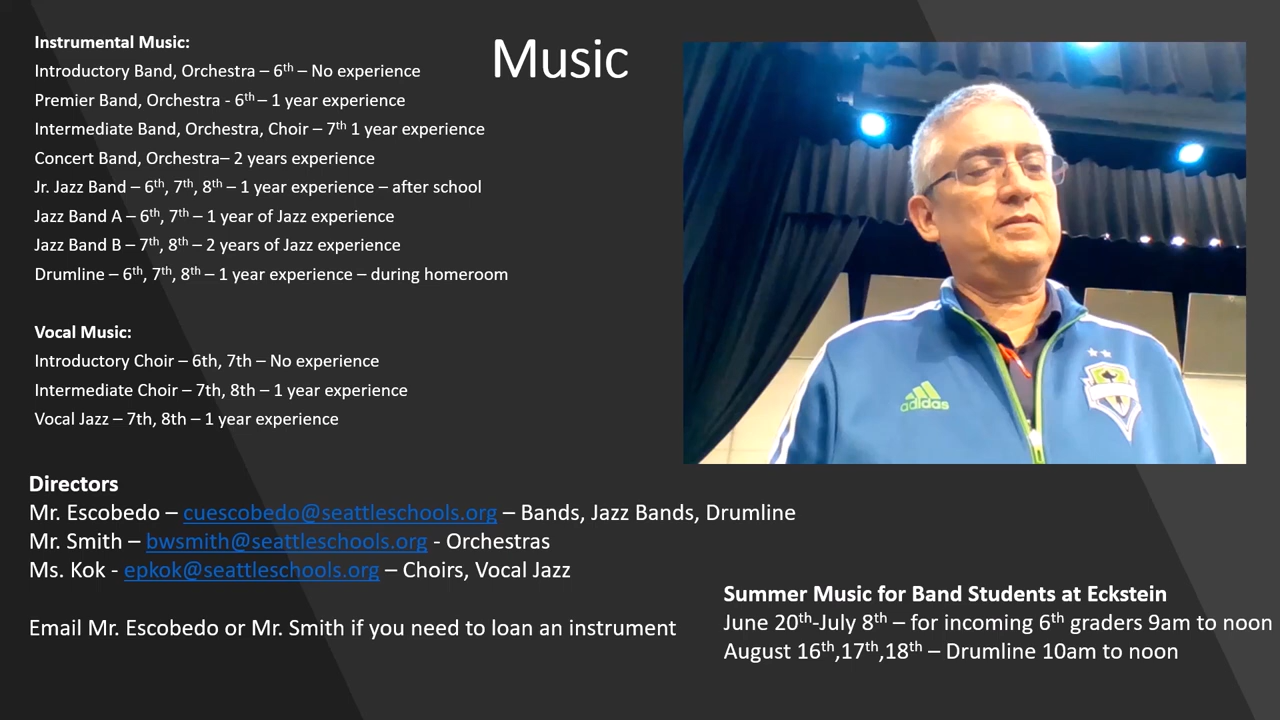 Music
Instrumental Music:
Introductory Band, Orchestra – 6th – No experience
Premier Band, Orchestra - 6th – 1 year experience
Intermediate Band, Orchestra, Choir – 7th 1 year experience
Concert Band, Orchestra– 2 years experience
Jr. Jazz Band – 6th, 7th, 8th – 1 year experience – after school
Jazz Band A – 6th, 7th – 1 year of Jazz experience
Jazz Band B – 7th, 8th – 2 years of Jazz experience
Drumline – 6th, 7th, 8th – 1 year experience – during homeroom
Vocal Music:
Introductory Choir – 6th, 7th – No experience
Intermediate Choir – 7th, 8th – 1 year experience
Vocal Jazz – 7th, 8th – 1 year experience
adidas
Directors
Mr. Escobedo – cuescobedo@seattleschools.org – Bands, Jazz Bands, Drumline
Mr. Smith – bwsmith@seattleschools.org - Orchestras
Ms. Kok - epkok@seattleschools.org – Choirs, Vocal Jazz
Email Mr. Escobedo or Mr. Smith if you need to loan an instrument
Summer Music for Band Students at Eckstein
June 20th-July 8th – for incoming 6th graders 9am to noon
August 16th,17th,18th – Drumline 10am to noon